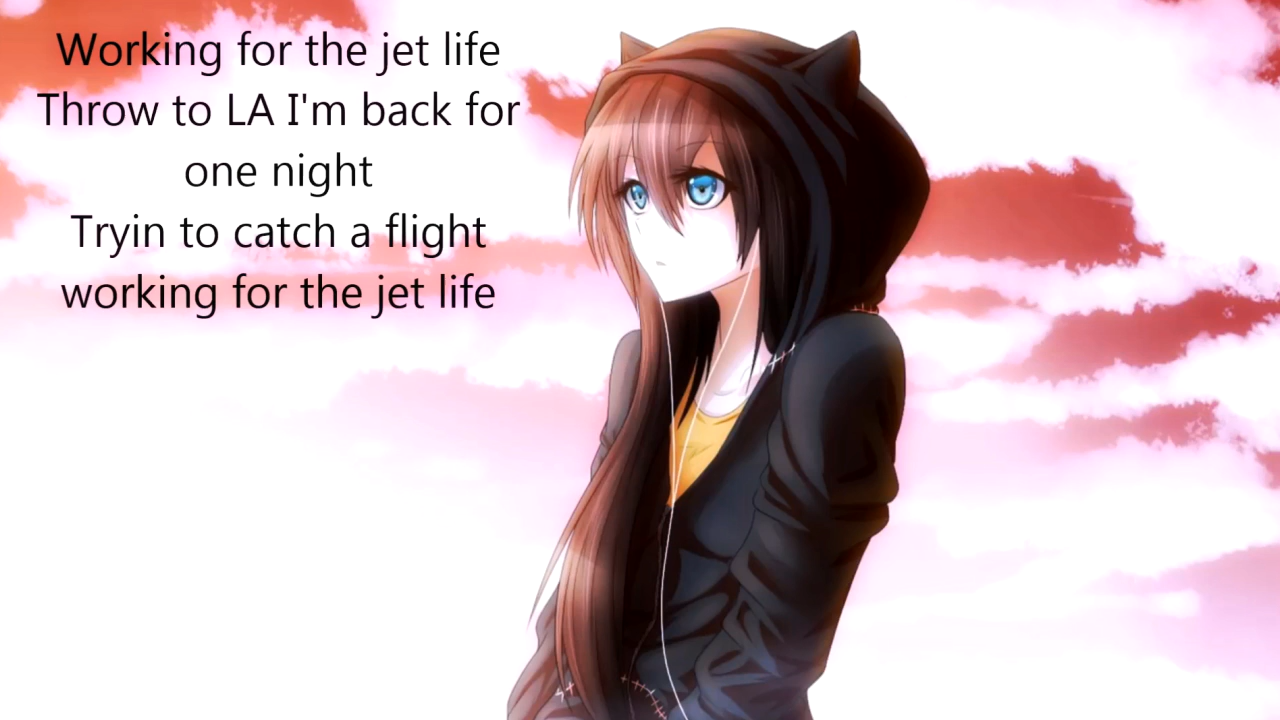 Working for the jet life
Throw to LA I'm back for
one night
Tryin to catch a flight
working for the jet life